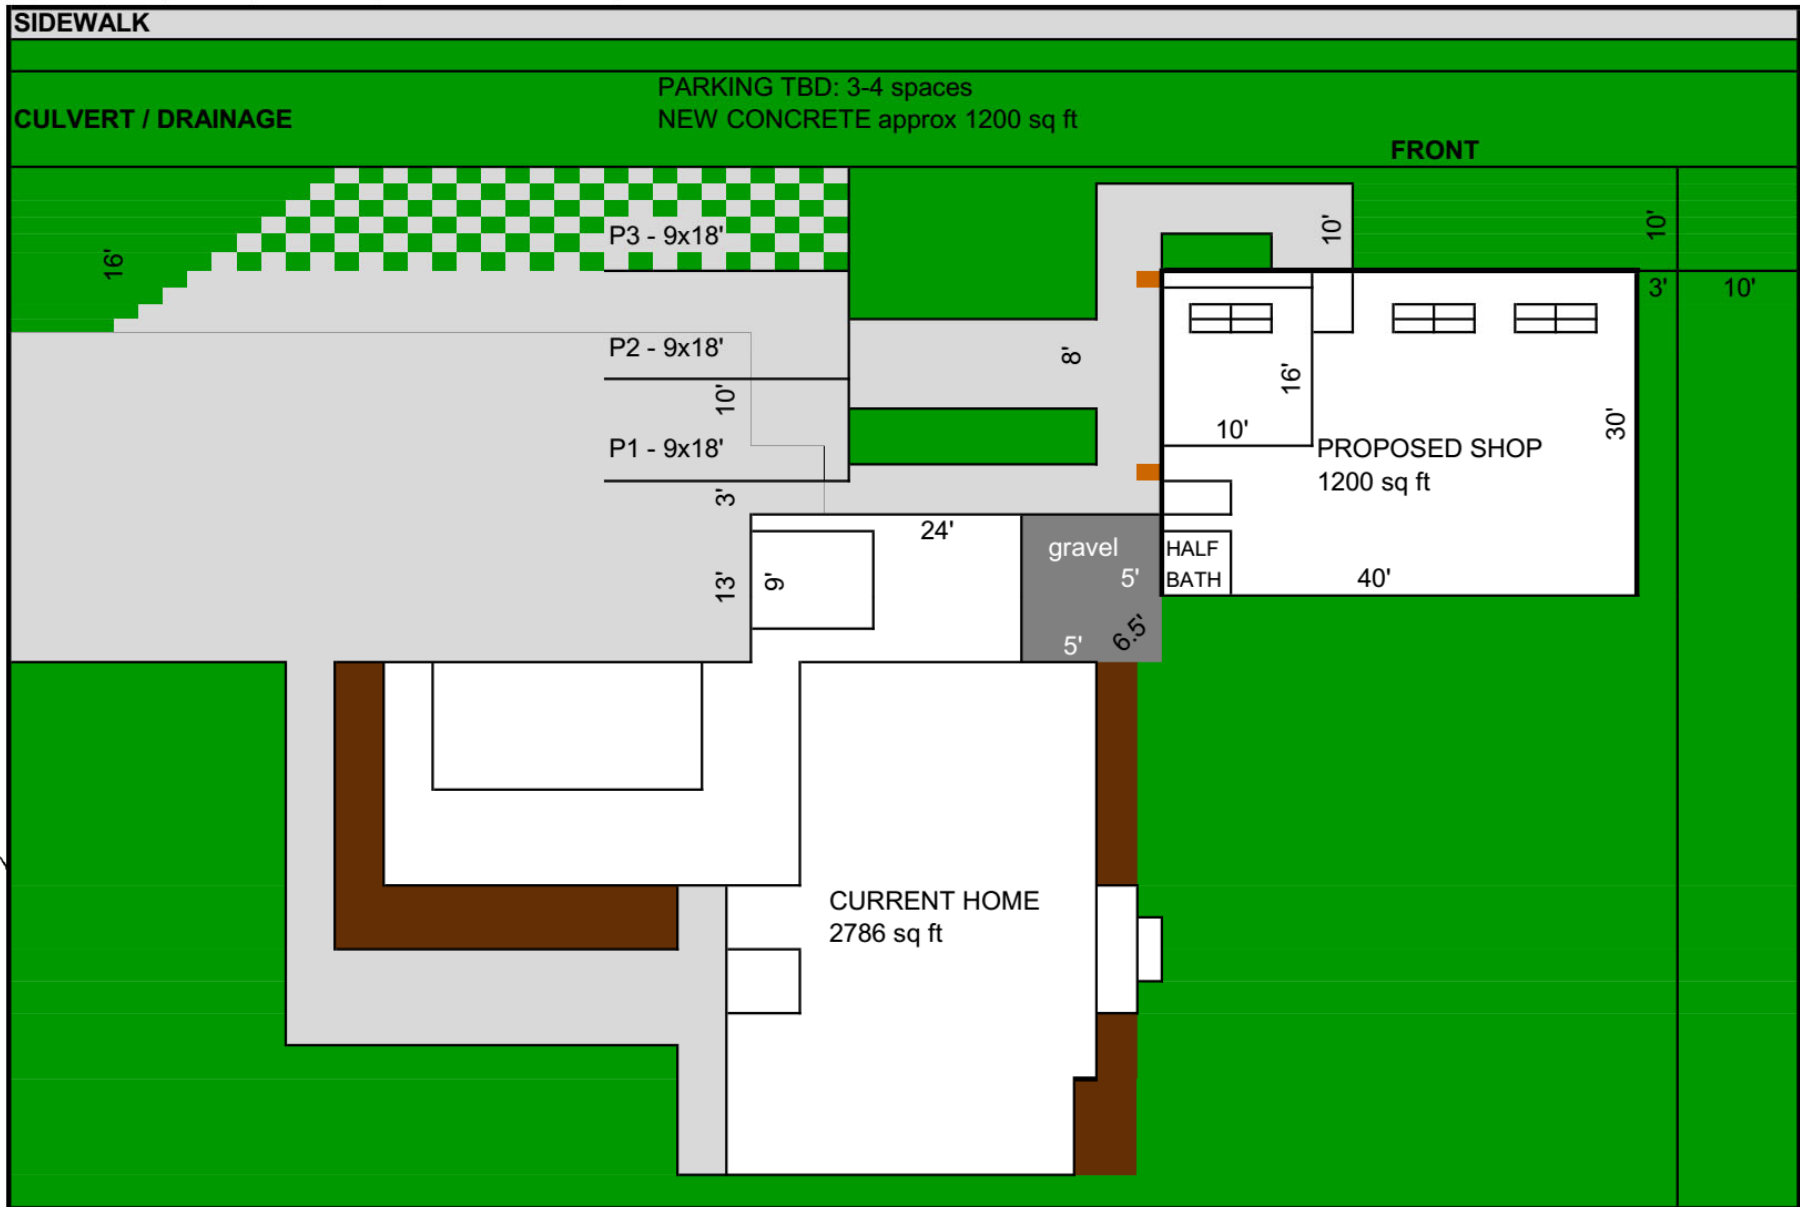 SIDEWALK
PARKING TBD: 3-4 spaces
CULVERT / DRAINAGE
NEW CONCRETE approx 1200 sq ft
FRONT
16'
P3 - 9x18'
10'
10'
3'
10'
P2 - 9x18'
8'
16'
10'
10'
30'
P1 - 9x18'
PROPOSED SHOP
1200 sq ft
3'
24'
gravel
HALF
BATH
5'
40'
13'
9'
5'
6.5'
CURRENT HOME
2786 sq ft